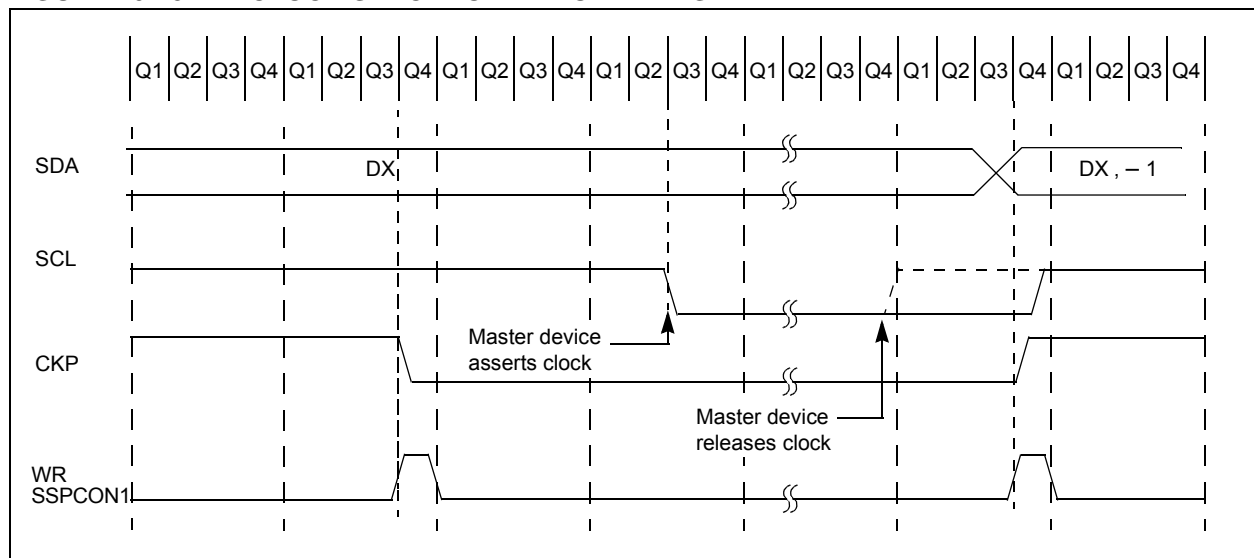 Q1 Q2 Q3 Q4 Q1 Q2 Q3 Q4 Q1 Q2 Q3 Q4 Q1 Q2 Q3 Q4 Q1 Q2 Q3 Q4 Q1 Q2 Q3 Q4 Q1 Q2 Q3 Q4
SDA
DX
DX , – 1
SCL
Master device
asserts clock
CKP
Master device
releases clock
WR
SSPCON1